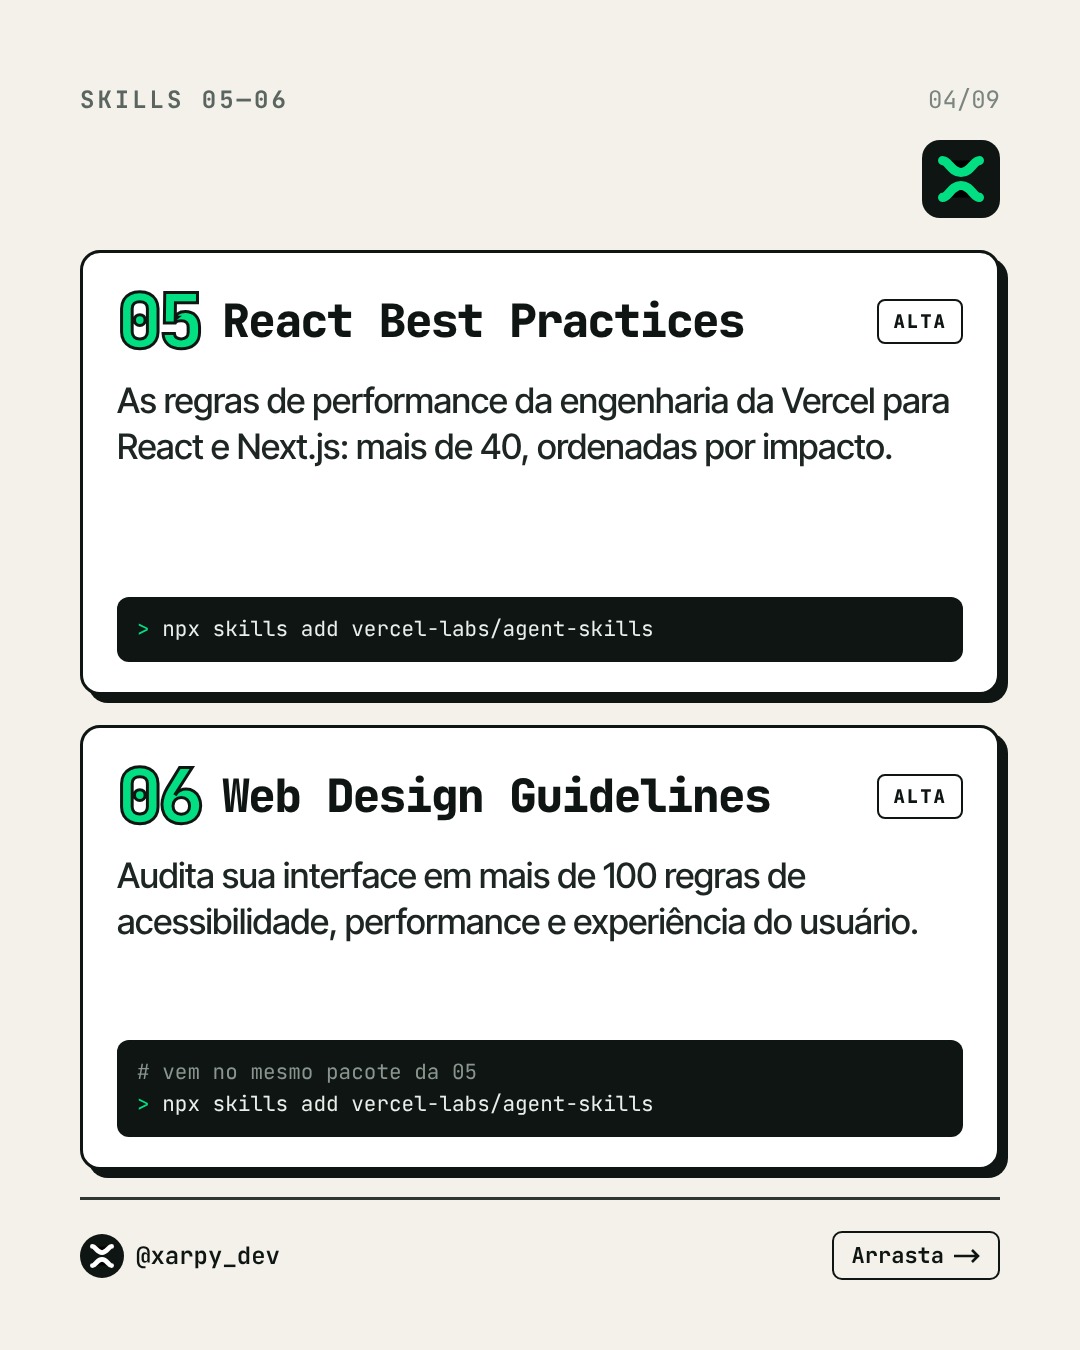 SKILLS 05—06
04/09
05 React Best Practices
ALTA
As regras de performance da engenharia da Vercel para
React e Next.js: mais de 40, ordenadas por impacto.
> npx skills add vercel-labs/agent-skills
06 Web Design Guidelines
ALTA
Audita sua interface em mais de 100 regras de
acessibilidade, performance e experiência do usuário.
# vem no mesmo pacote da 05
> npx skills add vercel-labs/agent-skills
@xarpy_dev
Arrasta →